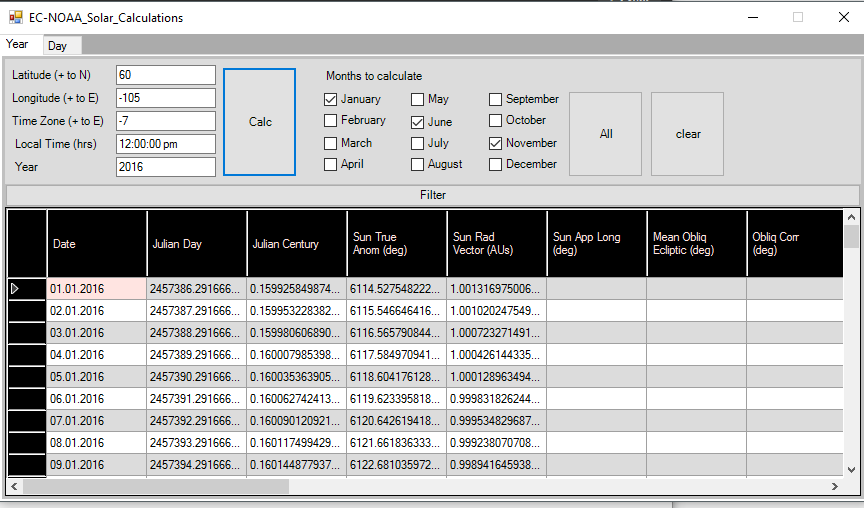 EC-NOAA_Solar_Calculations
Year Day
Latitude (+ to N) 60
Longitude (+ to E) -105
Time Zone (+ to E) -7
Local Time (hrs) 12:00:00 pm
Year 2016
Calc
Months to calculate
January May September
February June October
March July November
April August December
All
clear
Filter
Date Julian Day Julian Century Sun True Anom (deg) Sun Rad Vector (AUs) Sun App Long (deg) Mean Obliq Ecliptic (deg) Obliq Corr (deg)
01.01.2016 2457386.291666... 0.159925849874... 6114.527548222... 1.001316975006...
02.01.2016 2457387.291666... 0.159953228382... 6115.546646416... 1.001020247549...
03.01.2016 2457388.291666... 0.159980606890... 6116.565790844... 1.000723271491...
04.01.2016 2457389.291666... 0.160007985398... 6117.584970941... 1.000426144335...
05.01.2016 2457390.291666... 0.160035363905... 6118.604176128... 1.000128963494...
06.01.2016 2457391.291666... 0.160062742413... 6119.623395818... 0.999831826244...
07.01.2016 2457392.291666... 0.160090120921... 6120.642619418... 0.999534829687...
08.01.2016 2457393.291666... 0.160117499429... 6121.661836333... 0.999238070708...
09.01.2016 2457394.291666... 0.160144877937... 6122.681035972... 0.998941645938...